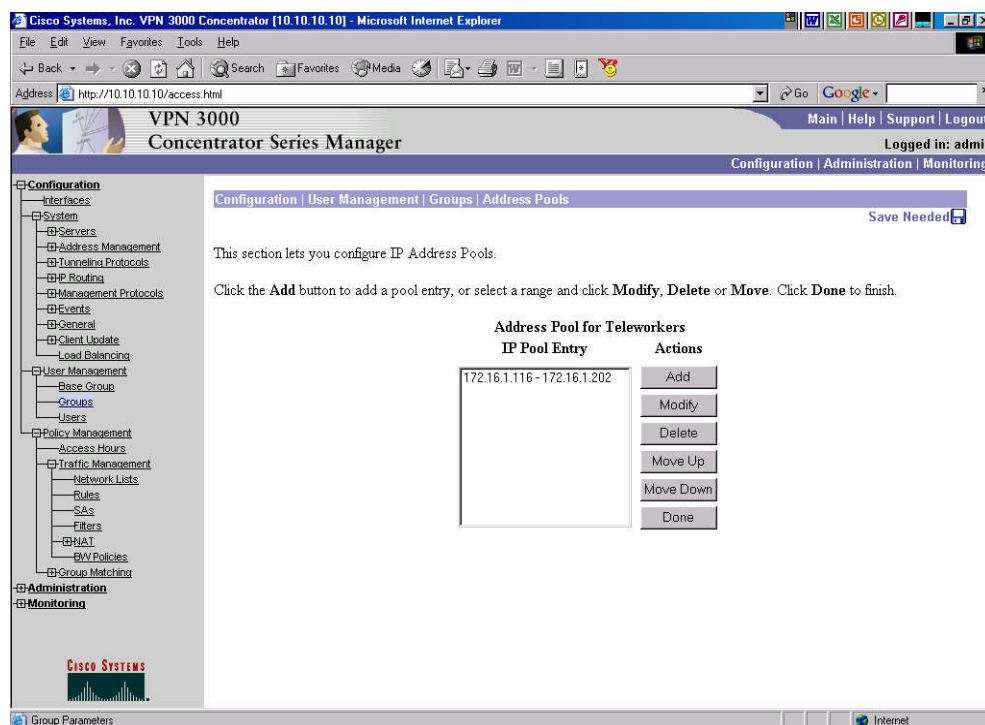 Cisco Systems, Inc. VPN 3000 Concentrator [10.10.10.10] - Microsoft Internet Explorer
File Edit View Favorites Tools Help
Back Search Favorites Media
Address http://10.10.10.10/access.html Go Google
VPN 3000
Concentrator Series Manager
Main | Help | Support | Logout
Logged in: admi
Configuration | Administration | Monitoring
Configuration
Interfaces
System
Servers
Address Management
Tunneling Protocols
IP Routing
Management Protocols
Events
General
Client Update
Load Balancing
User Management
Base Group
Groups
Users
Policy Management
Access Hours
Traffic Management
Network Lists
Rules
SAs
Filters
NAT
BW Policies
Group Matching
Administration
Monitoring
CISCO SYSTEMS
Configuration | User Management | Groups | Address Pools
Save Needed
This section lets you configure IP Address Pools.
Click the Add button to add a pool entry, or select a range and click Modify, Delete or Move. Click Done to finish.
Address Pool for Teleworkers
IP Pool Entry Actions
172.16.1.116 - 172.16.1.202
Add
Modify
Delete
Move Up
Move Down
Done
Group Parameters Internet